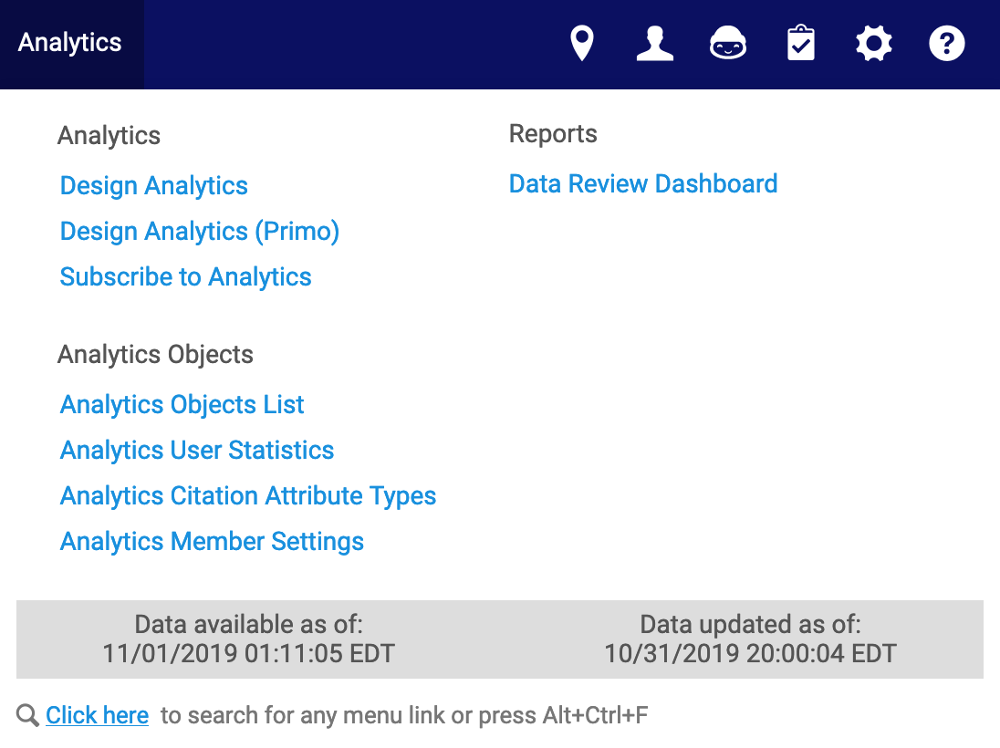 Analytics
?
Analytics
Design Analytics
Design Analytics (Primo)
Subscribe to Analytics
Analytics Objects
Analytics Objects List
Analytics User Statistics
Analytics Citation Attribute Types
Analytics Member Settings
Reports
Data Review Dashboard
Data available as of:
11/01/2019 01:11:05 EDT
Data updated as of:
10/31/2019 20:00:04 EDT
Click here to search for any menu link or press Alt+Ctrl+F